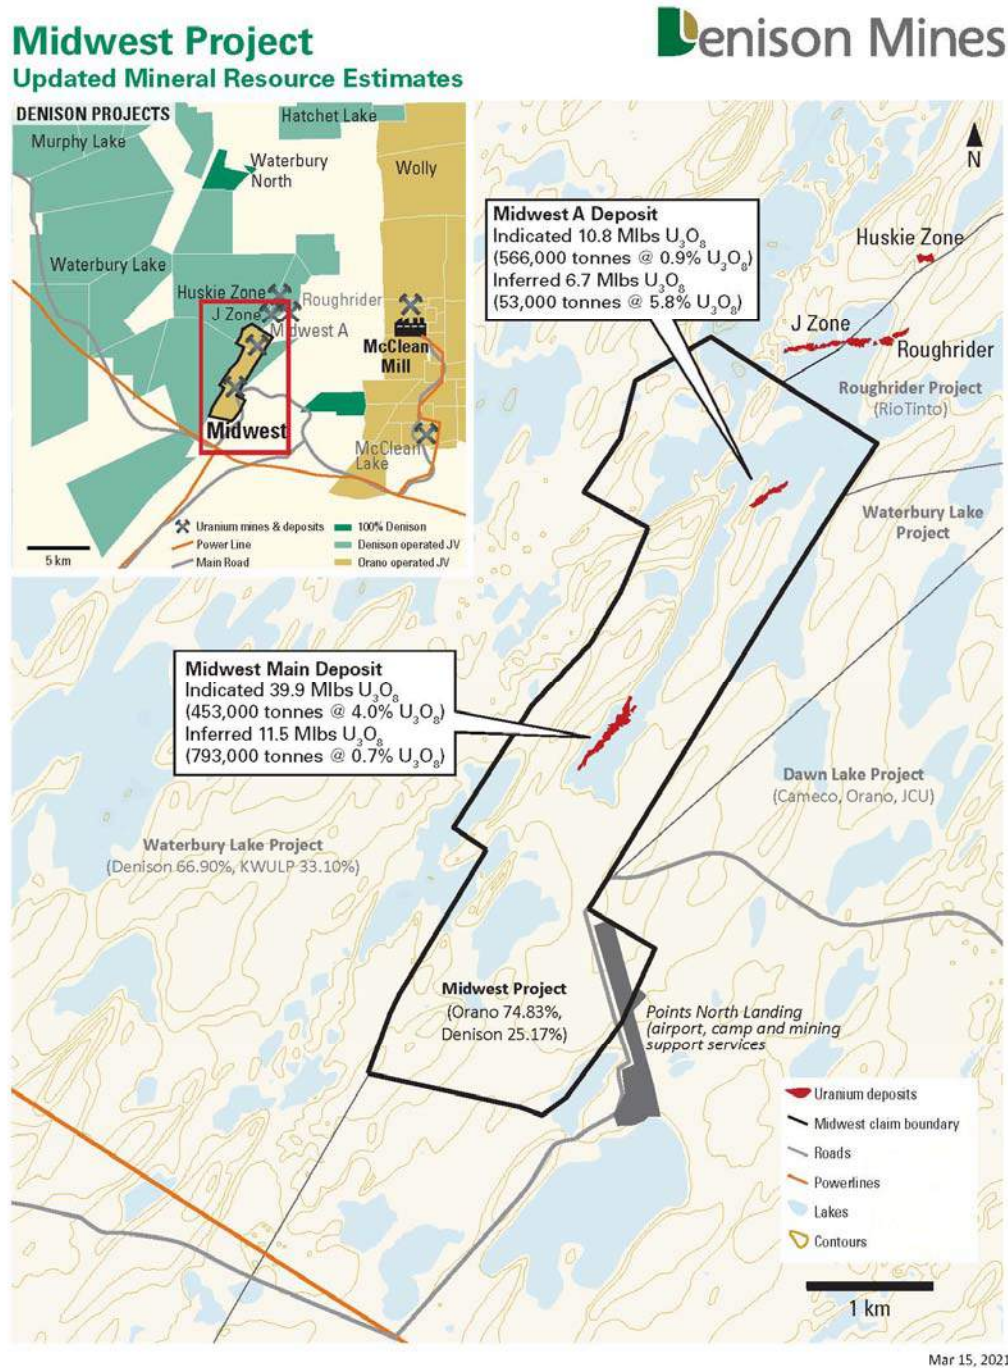 Midwest Project
Updated Mineral Resource Estimates
Denison Mines
DENISON PROJECTS
Murphy Lake
Hatchet Lake
Waterbury
North
Wolly
Waterbury Lake
Huskie Zone
Roughrider
J Zone
Midwest A
McClean
Mill
Midwest
McClean
Lake
Uranium mines & deposits
Power Line
Main Road
100% Denison
Denison operated JV
Orano operated JV
5 km
N
Midwest A Deposit
Indicated 10.8 Mlbs U₃O₈
(566,000 tonnes @ 0.9% U₃O₈)
Inferred 6.7 Mlbs U₃O₈
(53,000 tonnes @ 5.8% U₃O₈)
Huskie Zone
J Zone
Roughrider
Roughrider Project
(RioTinto)
Waterbury Lake
Project
Midwest Main Deposit
Indicated 39.9 Mlbs U₃O₈
(453,000 tonnes @ 4.0% U₃O₈)
Inferred 11.5 Mlbs U₃O₈
(793,000 tonnes @ 0.7% U₃O₈)
Dawn Lake Project
(Cameco, Orano, JCU)
Waterbury Lake Project
(Denison 66.90%, KWULP 33.10%)
Midwest Project
(Orano 74.83%,
Denison 25.17%)
Points North Landing
(airport, camp and mining
support services
Uranium deposits
Midwest claim boundary
Roads
Powerlines
Lakes
Contours
1 km
Mar 15, 2021